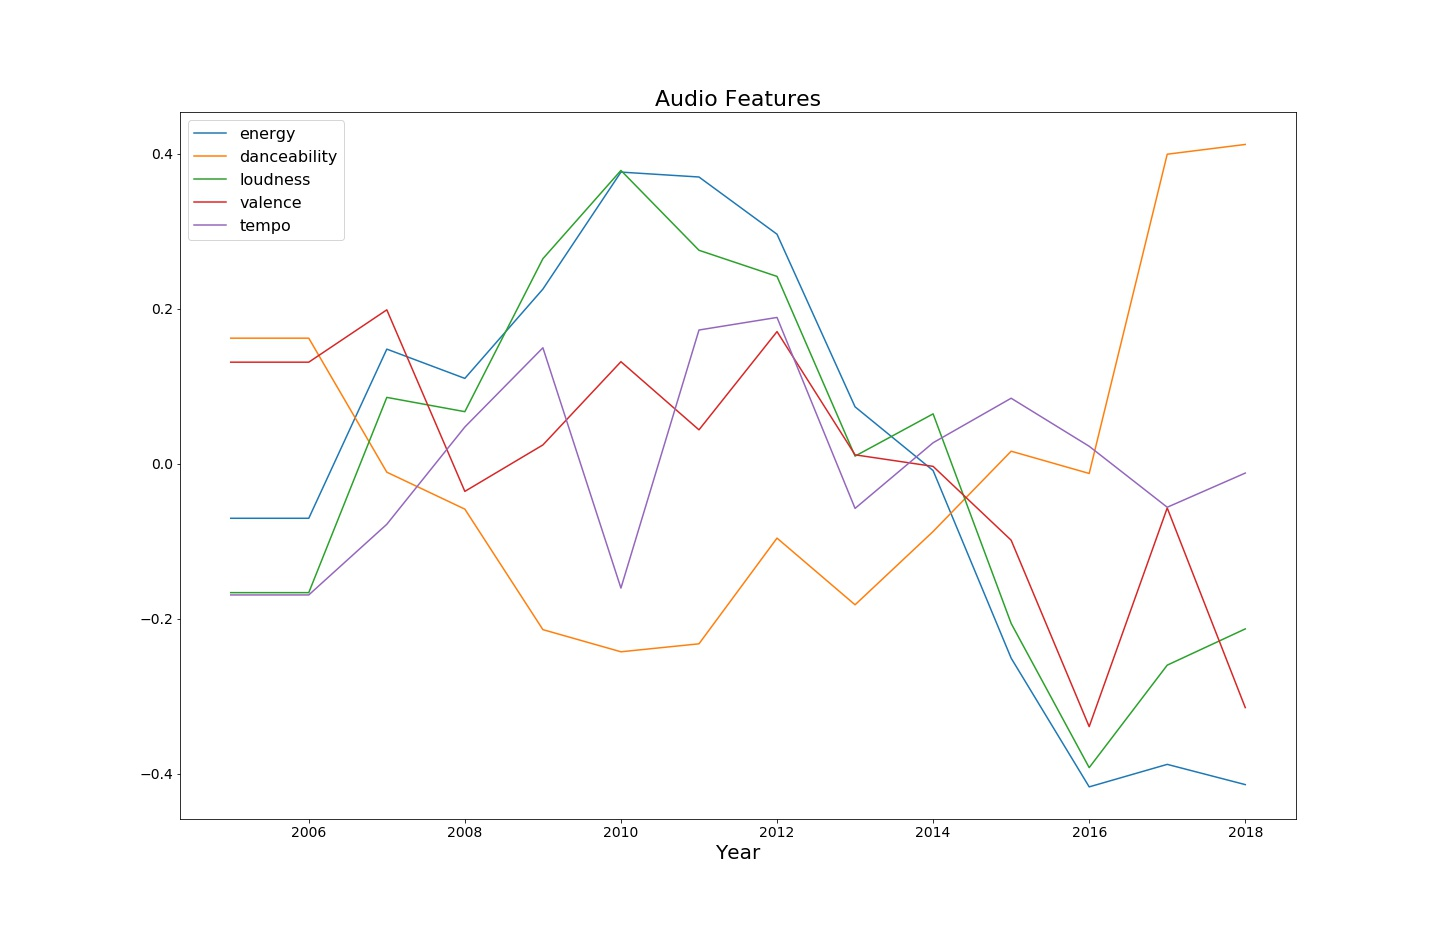 Audio Features
energy
danceability
loudness
valence
tempo
0.4
0.2
0.0
−0.2
−0.4
2006 2008 2010 2012 2014 2016 2018
Year